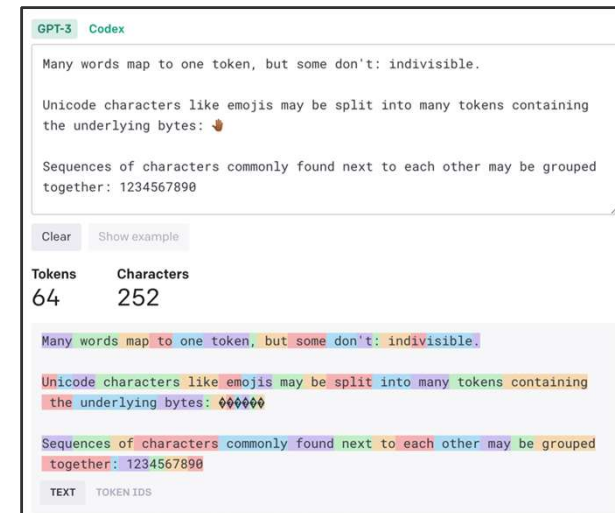 GPT-3 Codex
Many words map to one token, but some don't: indivisible.
Unicode characters like emojis may be split into many tokens containing
the underlying bytes: 🤚🏾
Sequences of characters commonly found next to each other may be grouped
together: 1234567890
Clear Show example
Tokens Characters
64 252
Many words map to one token, but some don't: indivisible.
Unicode characters like emojis may be split into many tokens containing
the underlying bytes: ������
Sequences of characters commonly found next to each other may be grouped
together: 1234567890
TEXT TOKEN IDS